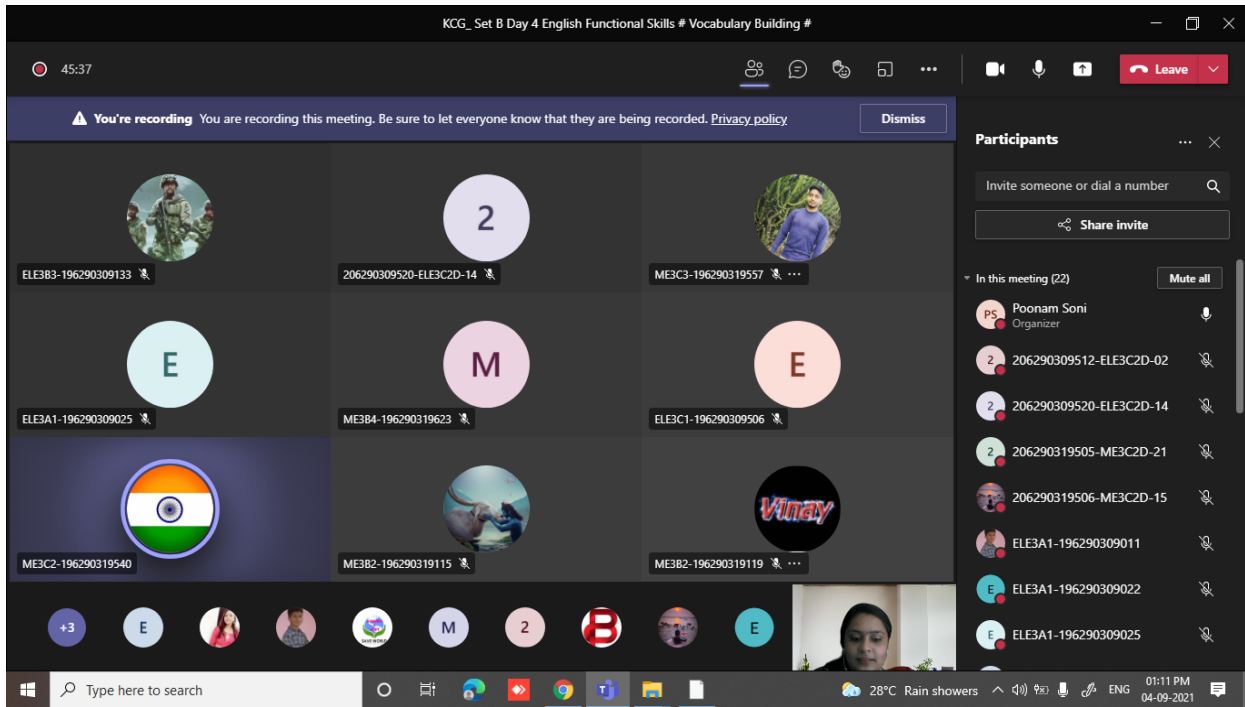 KCG_ Set B Day 4 English Functional Skills # Vocabulary Building #
45:37
Leave
You're recording You are recording this meeting. Be sure to let everyone know that they are being recorded. Privacy policy
Dismiss
ELE3B3-196290309133
2
206290309520-ELE3C2D-14
ME3C3-196290319557
E
ELE3A1-196290309025
M
ME3B4-196290319623
E
ELE3C1-196290309506
ME3C2-196290319540
ME3B2-196290319115
Vinay
ME3B2-196290319119
+3
E
SAVE WORLD
M
2
B
E
Participants
Invite someone or dial a number
Share invite
In this meeting (22)
Mute all
PS
Poonam Soni
Organizer
2
206290309512-ELE3C2D-02
2
206290309520-ELE3C2D-14
2
206290319505-ME3C2D-21
206290319506-ME3C2D-15
ELE3A1-196290309011
E
ELE3A1-196290309022
E
ELE3A1-196290309025
Type here to search
28°C Rain showers
ENG
01:11 PM
04-09-2021